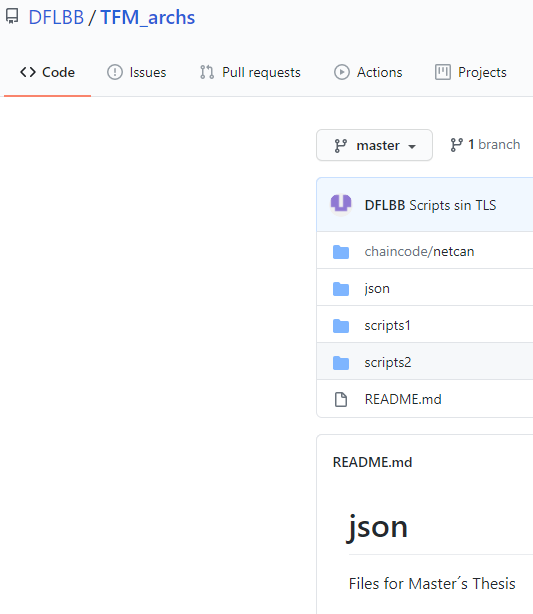 DFLBB / TFM_archs
Code Issues Pull requests Actions Projects
master 1 branch
DFLBB Scripts sin TLS
chaincode/netcan
json
scripts1
scripts2
README.md
README.md
json
Files for Master´s Thesis